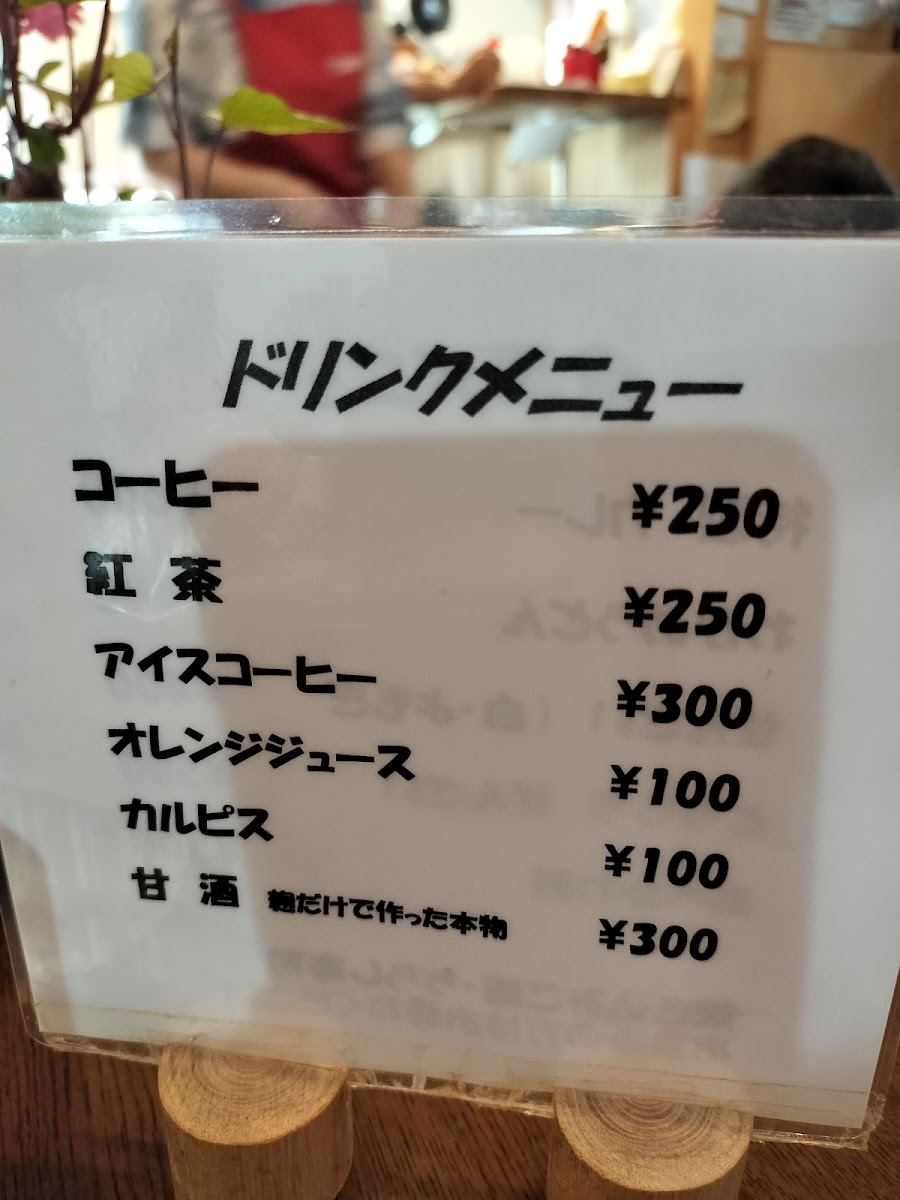 ドリンクメニュー
コーヒー ¥250
紅茶 ¥250
アイスコーヒー ¥300
オレンジジュース ¥100
カルピス ¥100
甘酒 麹だけで作った本物 ¥300